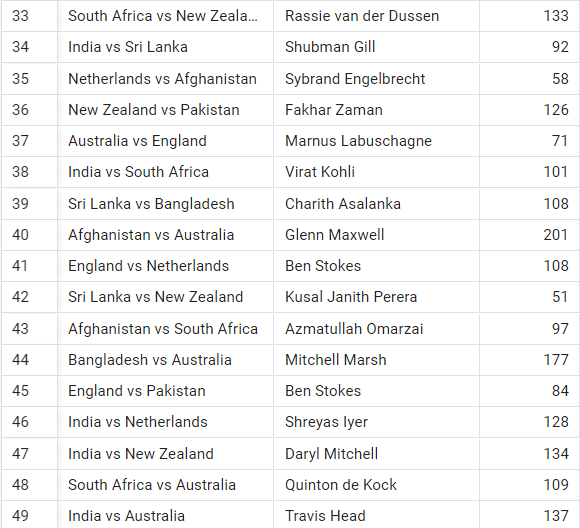 33 South Africa vs New Zeala... Rassie van der Dussen 133
34 India vs Sri Lanka Shubman Gill 92
35 Netherlands vs Afghanistan Sybrand Engelbrecht 58
36 New Zealand vs Pakistan Fakhar Zaman 126
37 Australia vs England Marnus Labuschagne 71
38 India vs South Africa Virat Kohli 101
39 Sri Lanka vs Bangladesh Charith Asalanka 108
40 Afghanistan vs Australia Glenn Maxwell 201
41 England vs Netherlands Ben Stokes 108
42 Sri Lanka vs New Zealand Kusal Janith Perera 51
43 Afghanistan vs South Africa Azmatullah Omarzai 97
44 Bangladesh vs Australia Mitchell Marsh 177
45 England vs Pakistan Ben Stokes 84
46 India vs Netherlands Shreyas Iyer 128
47 India vs New Zealand Daryl Mitchell 134
48 South Africa vs Australia Quinton de Kock 109
49 India vs Australia Travis Head 137